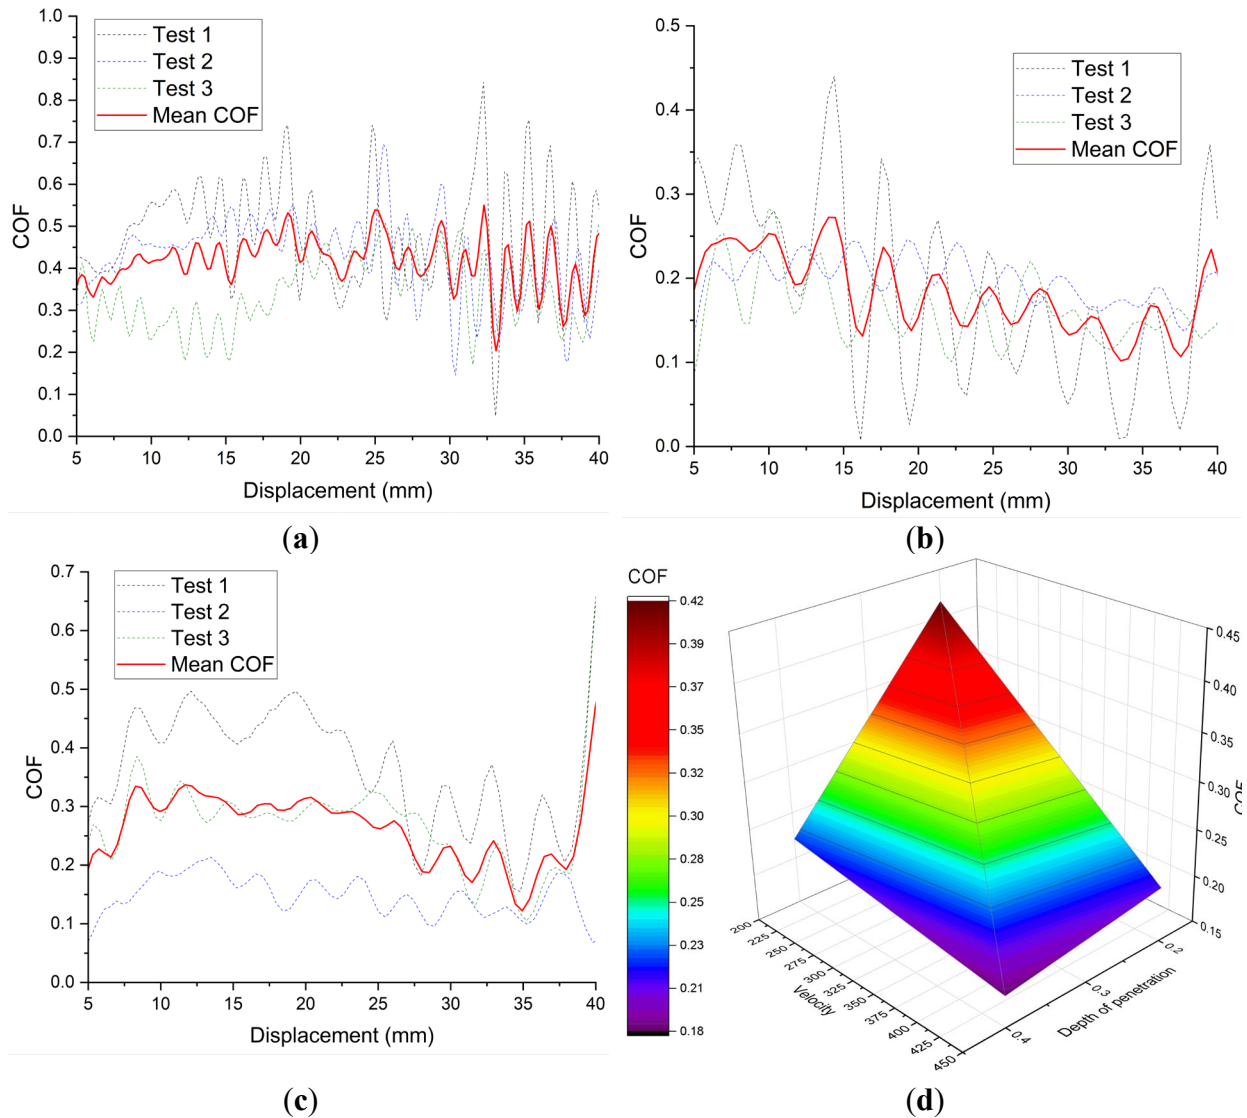 1.0
0.9
0.8
0.7
0.6
0.5
0.4
0.3
0.2
0.1
0.0
COF
Test 1
Test 2
Test 3
Mean COF
5 10 15 20 25 30 35 40
Displacement (mm)
(a)
0.5
0.4
0.3
0.2
0.1
0.0
COF
Test 1
Test 2
Test 3
Mean COF
5 10 15 20 25 30 35 40
Displacement (mm)
(b)
0.7
0.6
0.5
0.4
0.3
0.2
0.1
0.0
COF
Test 1
Test 2
Test 3
Mean COF
5 10 15 20 25 30 35 40
Displacement (mm)
(c)
COF
0.42
0.39
0.37
0.35
0.32
0.30
0.28
0.25
0.23
0.21
0.18
0.45
0.40
0.35
0.30
0.25
0.20
0.15
COF
200
225
250
275
300
325
350
375
400
425
450
Velocity
0.2
0.3
0.4
Depth of penetration
(d)